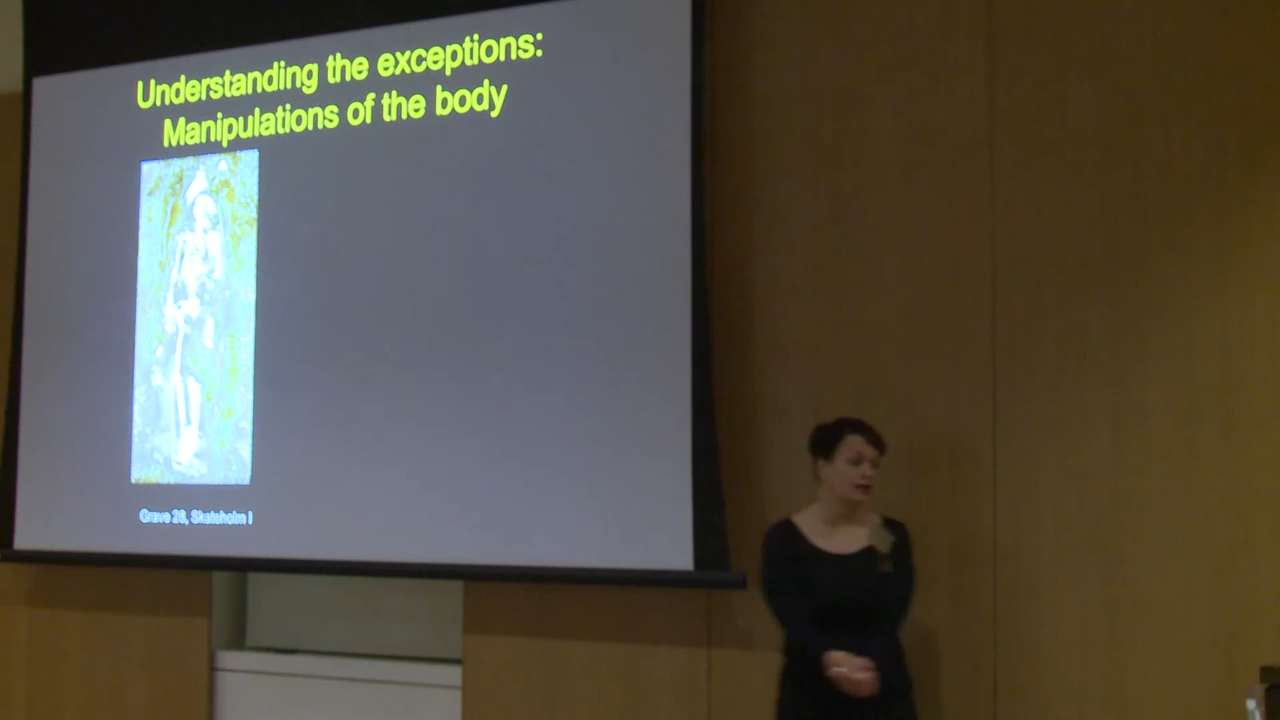 Understanding the exceptions:
Manipulations of the body
Grave 28, Skateholm I